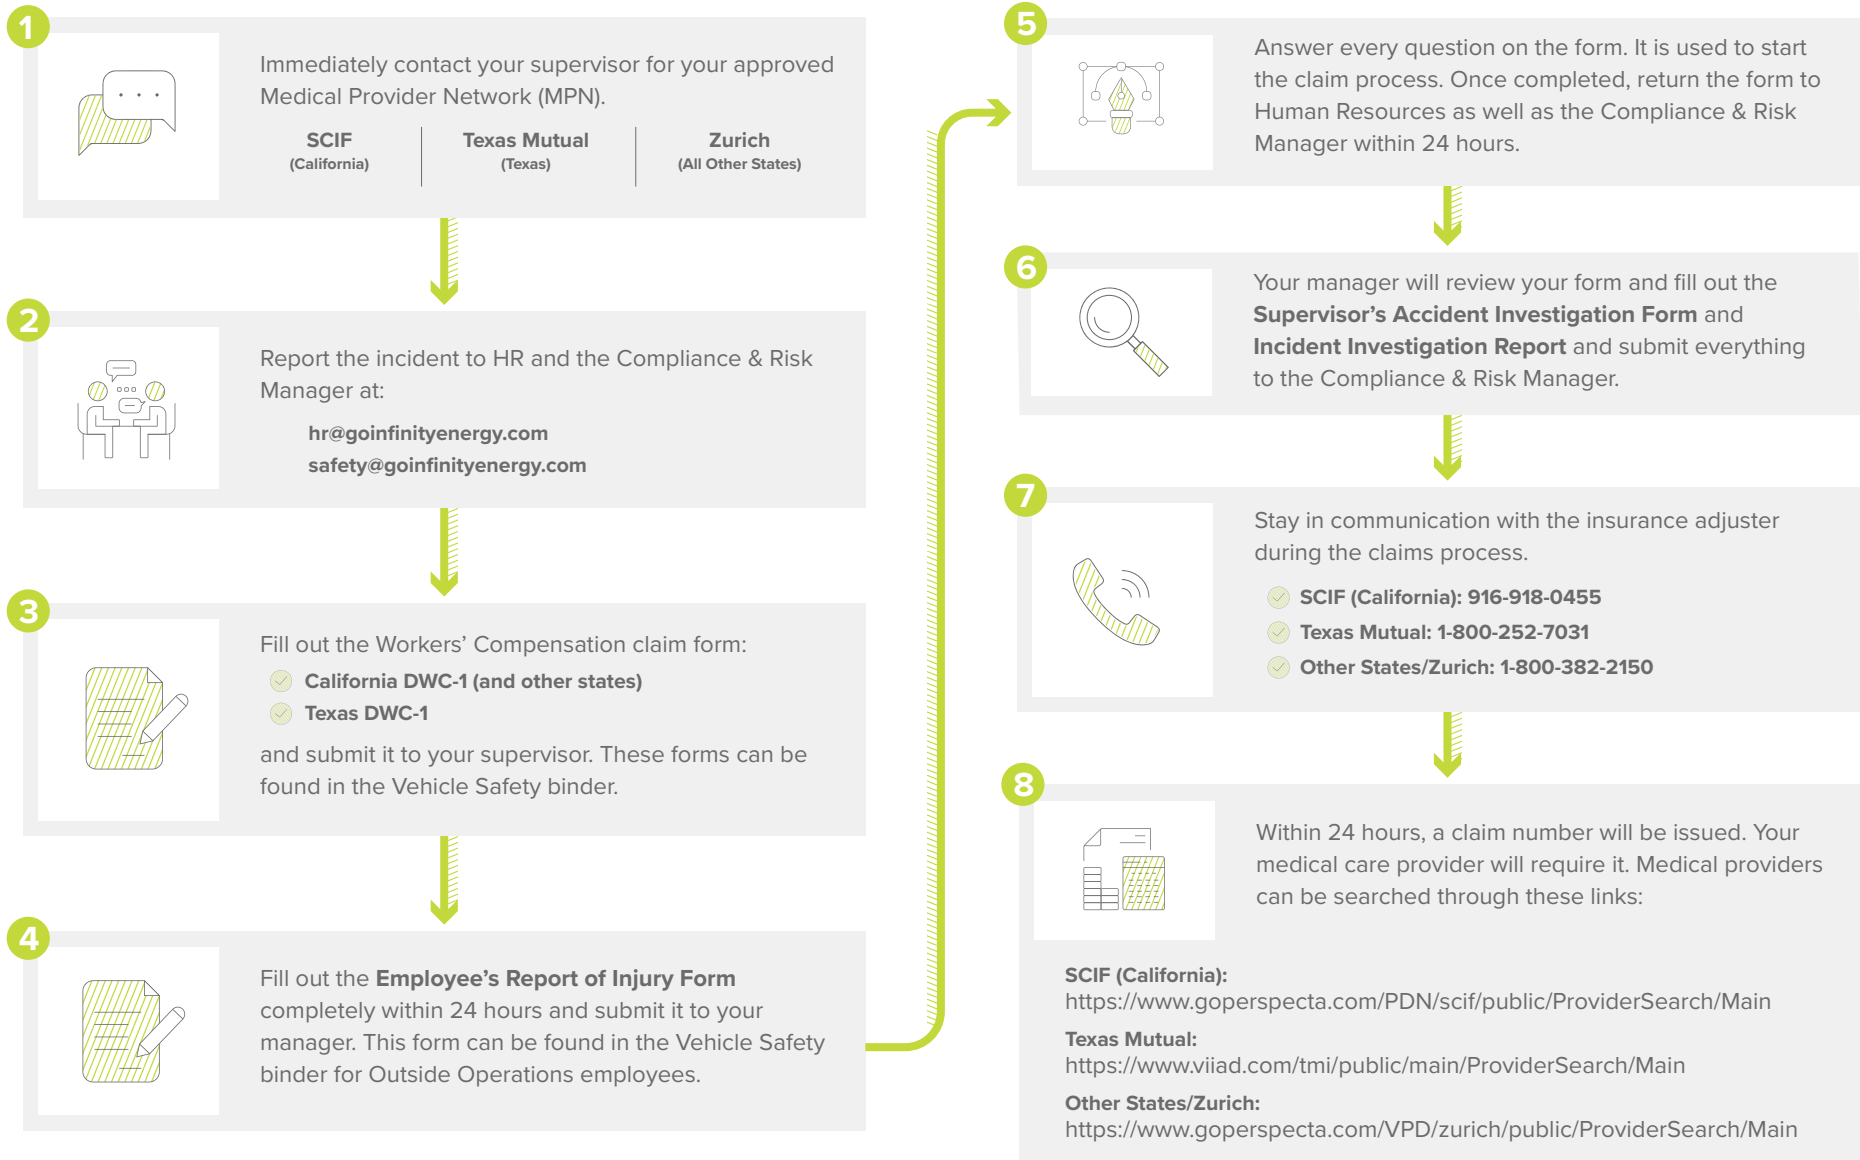 1
Immediately contact your supervisor for your approved
Medical Provider Network (MPN).
SCIF
(California)
Texas Mutual
(Texas)
Zurich
(All Other States)
2
Report the incident to HR and the Compliance & Risk
Manager at:
hr@goinfinityenergy.com
safety@goinfinityenergy.com
3
Fill out the Workers’ Compensation claim form:
California DWC-1 (and other states)
Texas DWC-1
and submit it to your supervisor. These forms can be
found in the Vehicle Safety binder.
4
Fill out the Employee’s Report of Injury Form
completely within 24 hours and submit it to your
manager. This form can be found in the Vehicle Safety
binder for Outside Operations employees.
5
Answer every question on the form. It is used to start
the claim process. Once completed, return the form to
Human Resources as well as the Compliance & Risk
Manager within 24 hours.
6
Your manager will review your form and fill out the
Supervisor’s Accident Investigation Form and
Incident Investigation Report and submit everything
to the Compliance & Risk Manager.
7
Stay in communication with the insurance adjuster
during the claims process.
SCIF (California): 916-918-0455
Texas Mutual: 1-800-252-7031
Other States/Zurich: 1-800-382-2150
8
Within 24 hours, a claim number will be issued. Your
medical care provider will require it. Medical providers
can be searched through these links:
SCIF (California):
https://www.goperspecta.com/PDN/scif/public/ProviderSearch/Main
Texas Mutual:
https://www.viiad.com/tmi/public/main/ProviderSearch/Main
Other States/Zurich:
https://www.goperspecta.com/VPD/zurich/public/ProviderSearch/Main